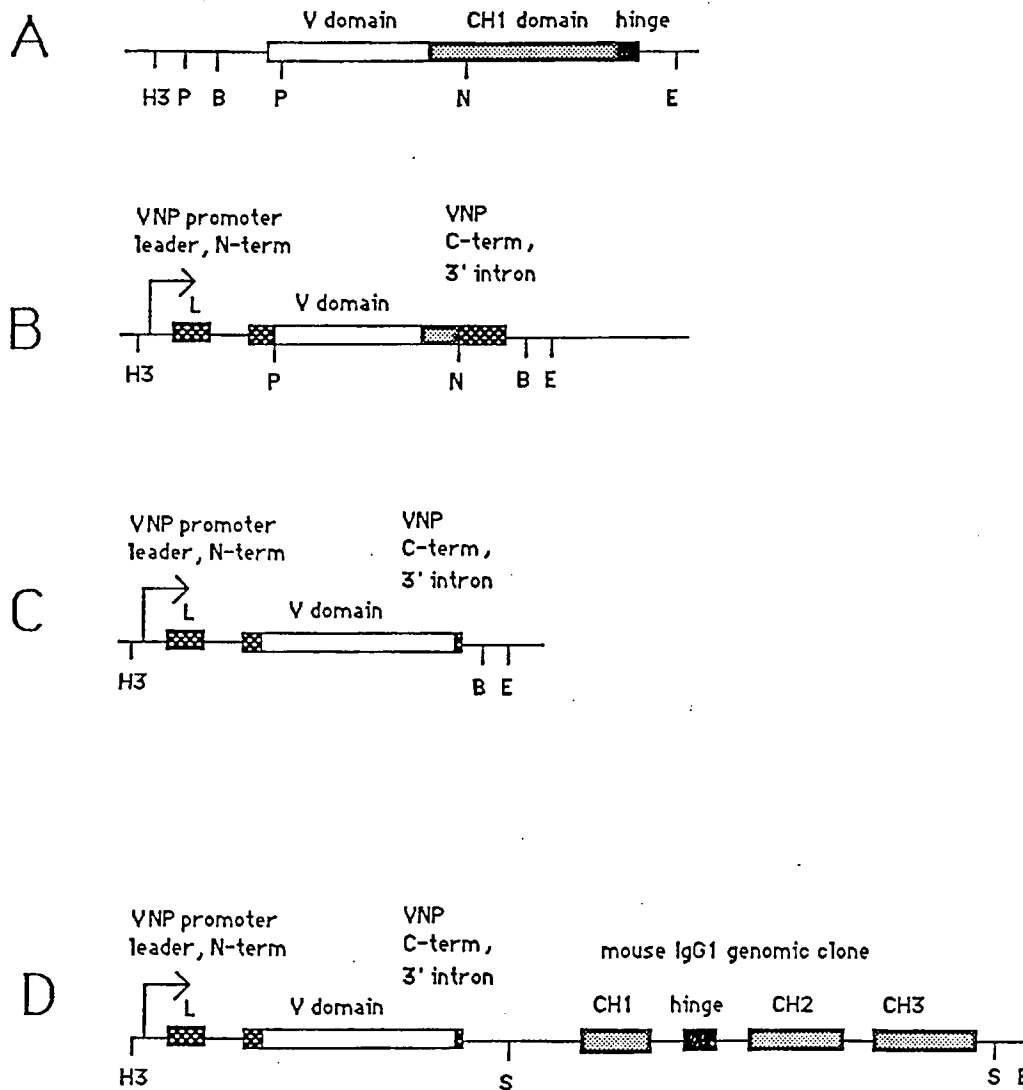 A
V domain CH1 domain hinge
H3 P B P N E
VNP promoter
leader, N-term
VNP
C-term,
3' intron
L
V domain
B
H3 P N B E
VNP promoter
leader, N-term
VNP
C-term,
3' intron
L
V domain
C
H3 B E
VNP promoter
leader, N-term
VNP
C-term,
3' intron
mouse IgG1 genomic clone
L
V domain
CH1 hinge CH2 CH3
D
H3 S S